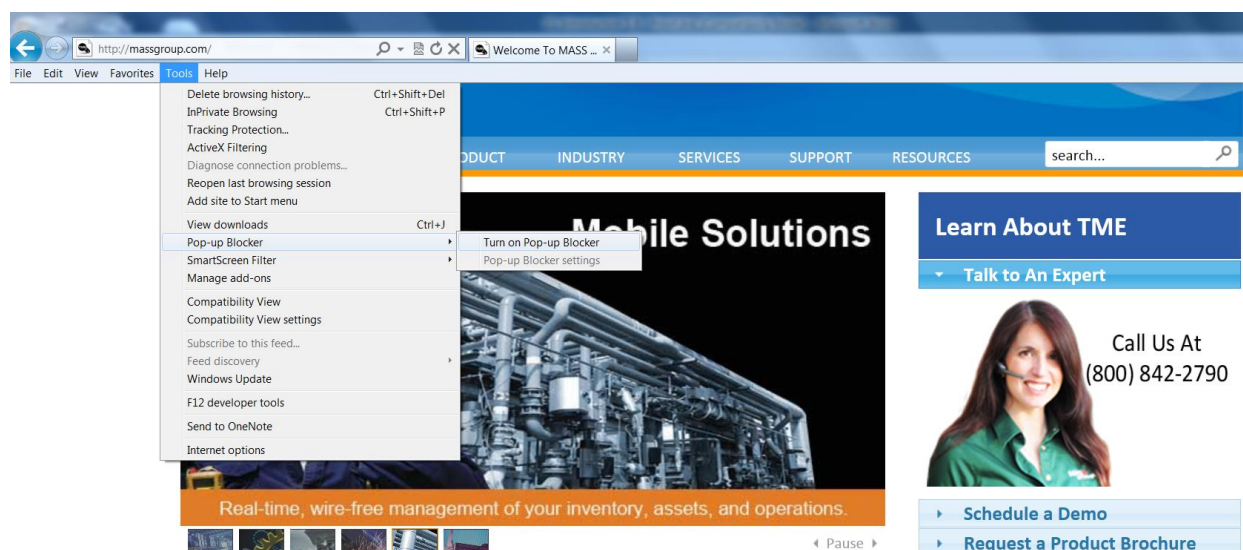 http://massgroup.com/
Welcome To MASS ...
File Edit View Favorites Tools Help
Delete browsing history... Ctrl+Shift+Del
InPrivate Browsing Ctrl+Shift+P
Tracking Protection...
ActiveX Filtering
Diagnose connection problems...
Reopen last browsing session
Add site to Start menu
View downloads Ctrl+J
Pop-up Blocker
Turn on Pop-up Blocker
Pop-up Blocker settings
SmartScreen Filter
Manage add-ons
Compatibility View
Compatibility View settings
Subscribe to this feed...
Feed discovery
Windows Update
F12 developer tools
Send to OneNote
Internet options
ODUCT INDUSTRY SERVICES SUPPORT RESOURCES search...
Mobile Solutions
Real-time, wire-free management of your inventory, assets, and operations.
Pause
Learn About TME
Talk to An Expert
Call Us At
(800) 842-2790
Schedule a Demo
Request a Product Brochure